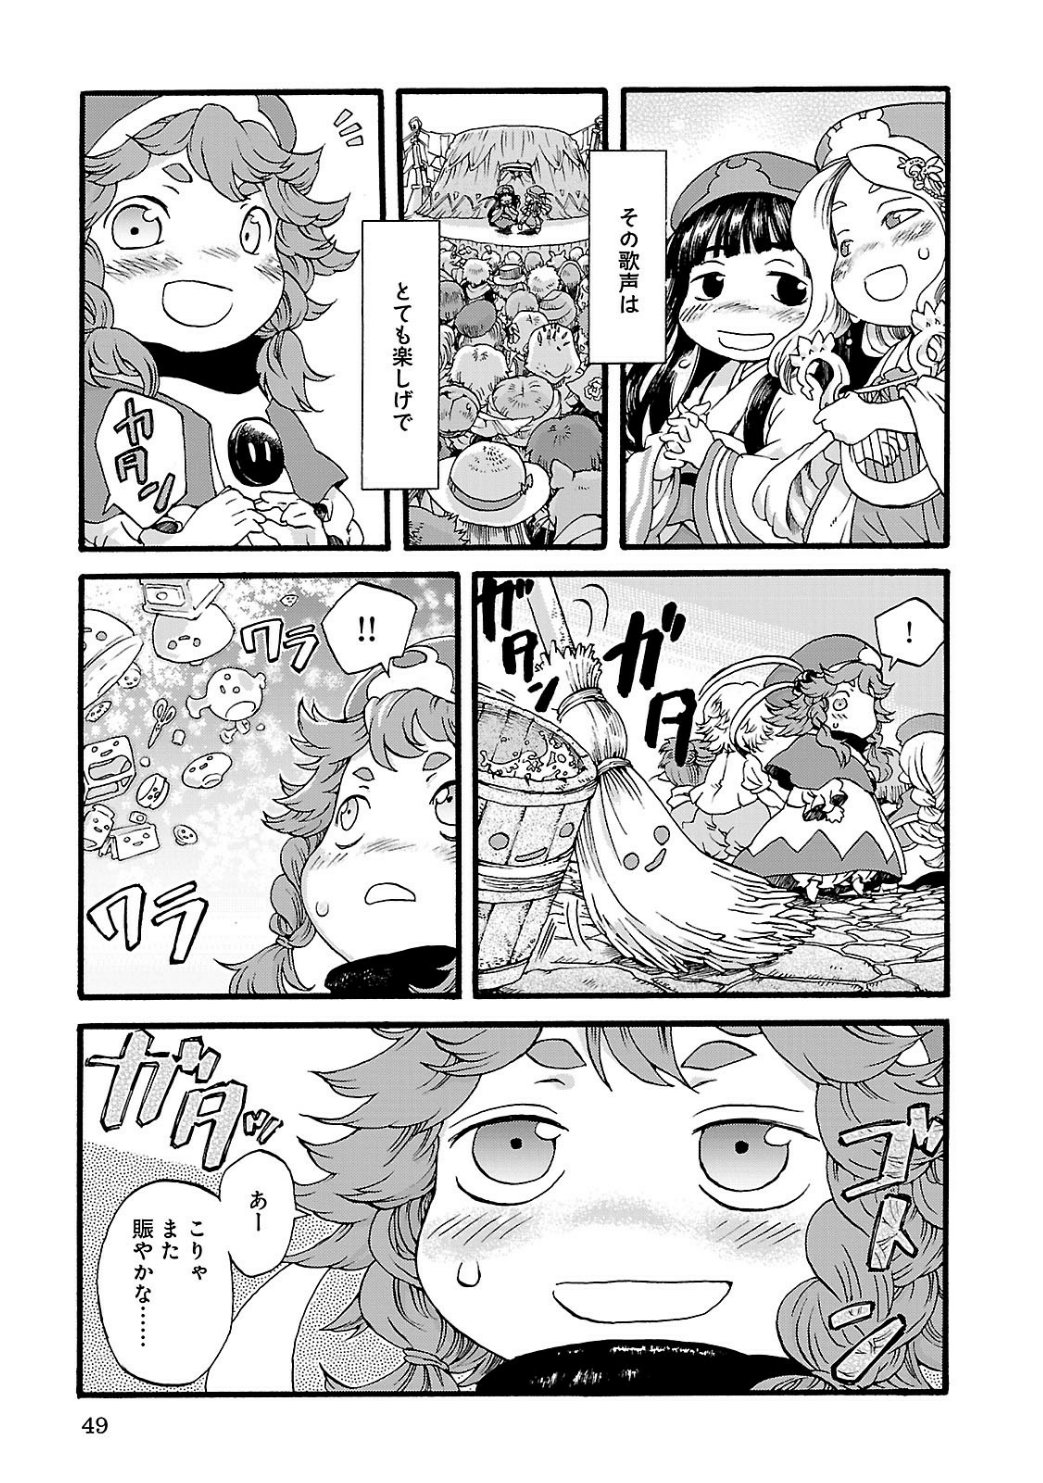 その歌声は
とても楽しげで
カタン
!
ガタン
ガタ
!!
ワラ
ワラ
ガタッ
あー
こりゃ
また
賑やかな……
ゴトン
49